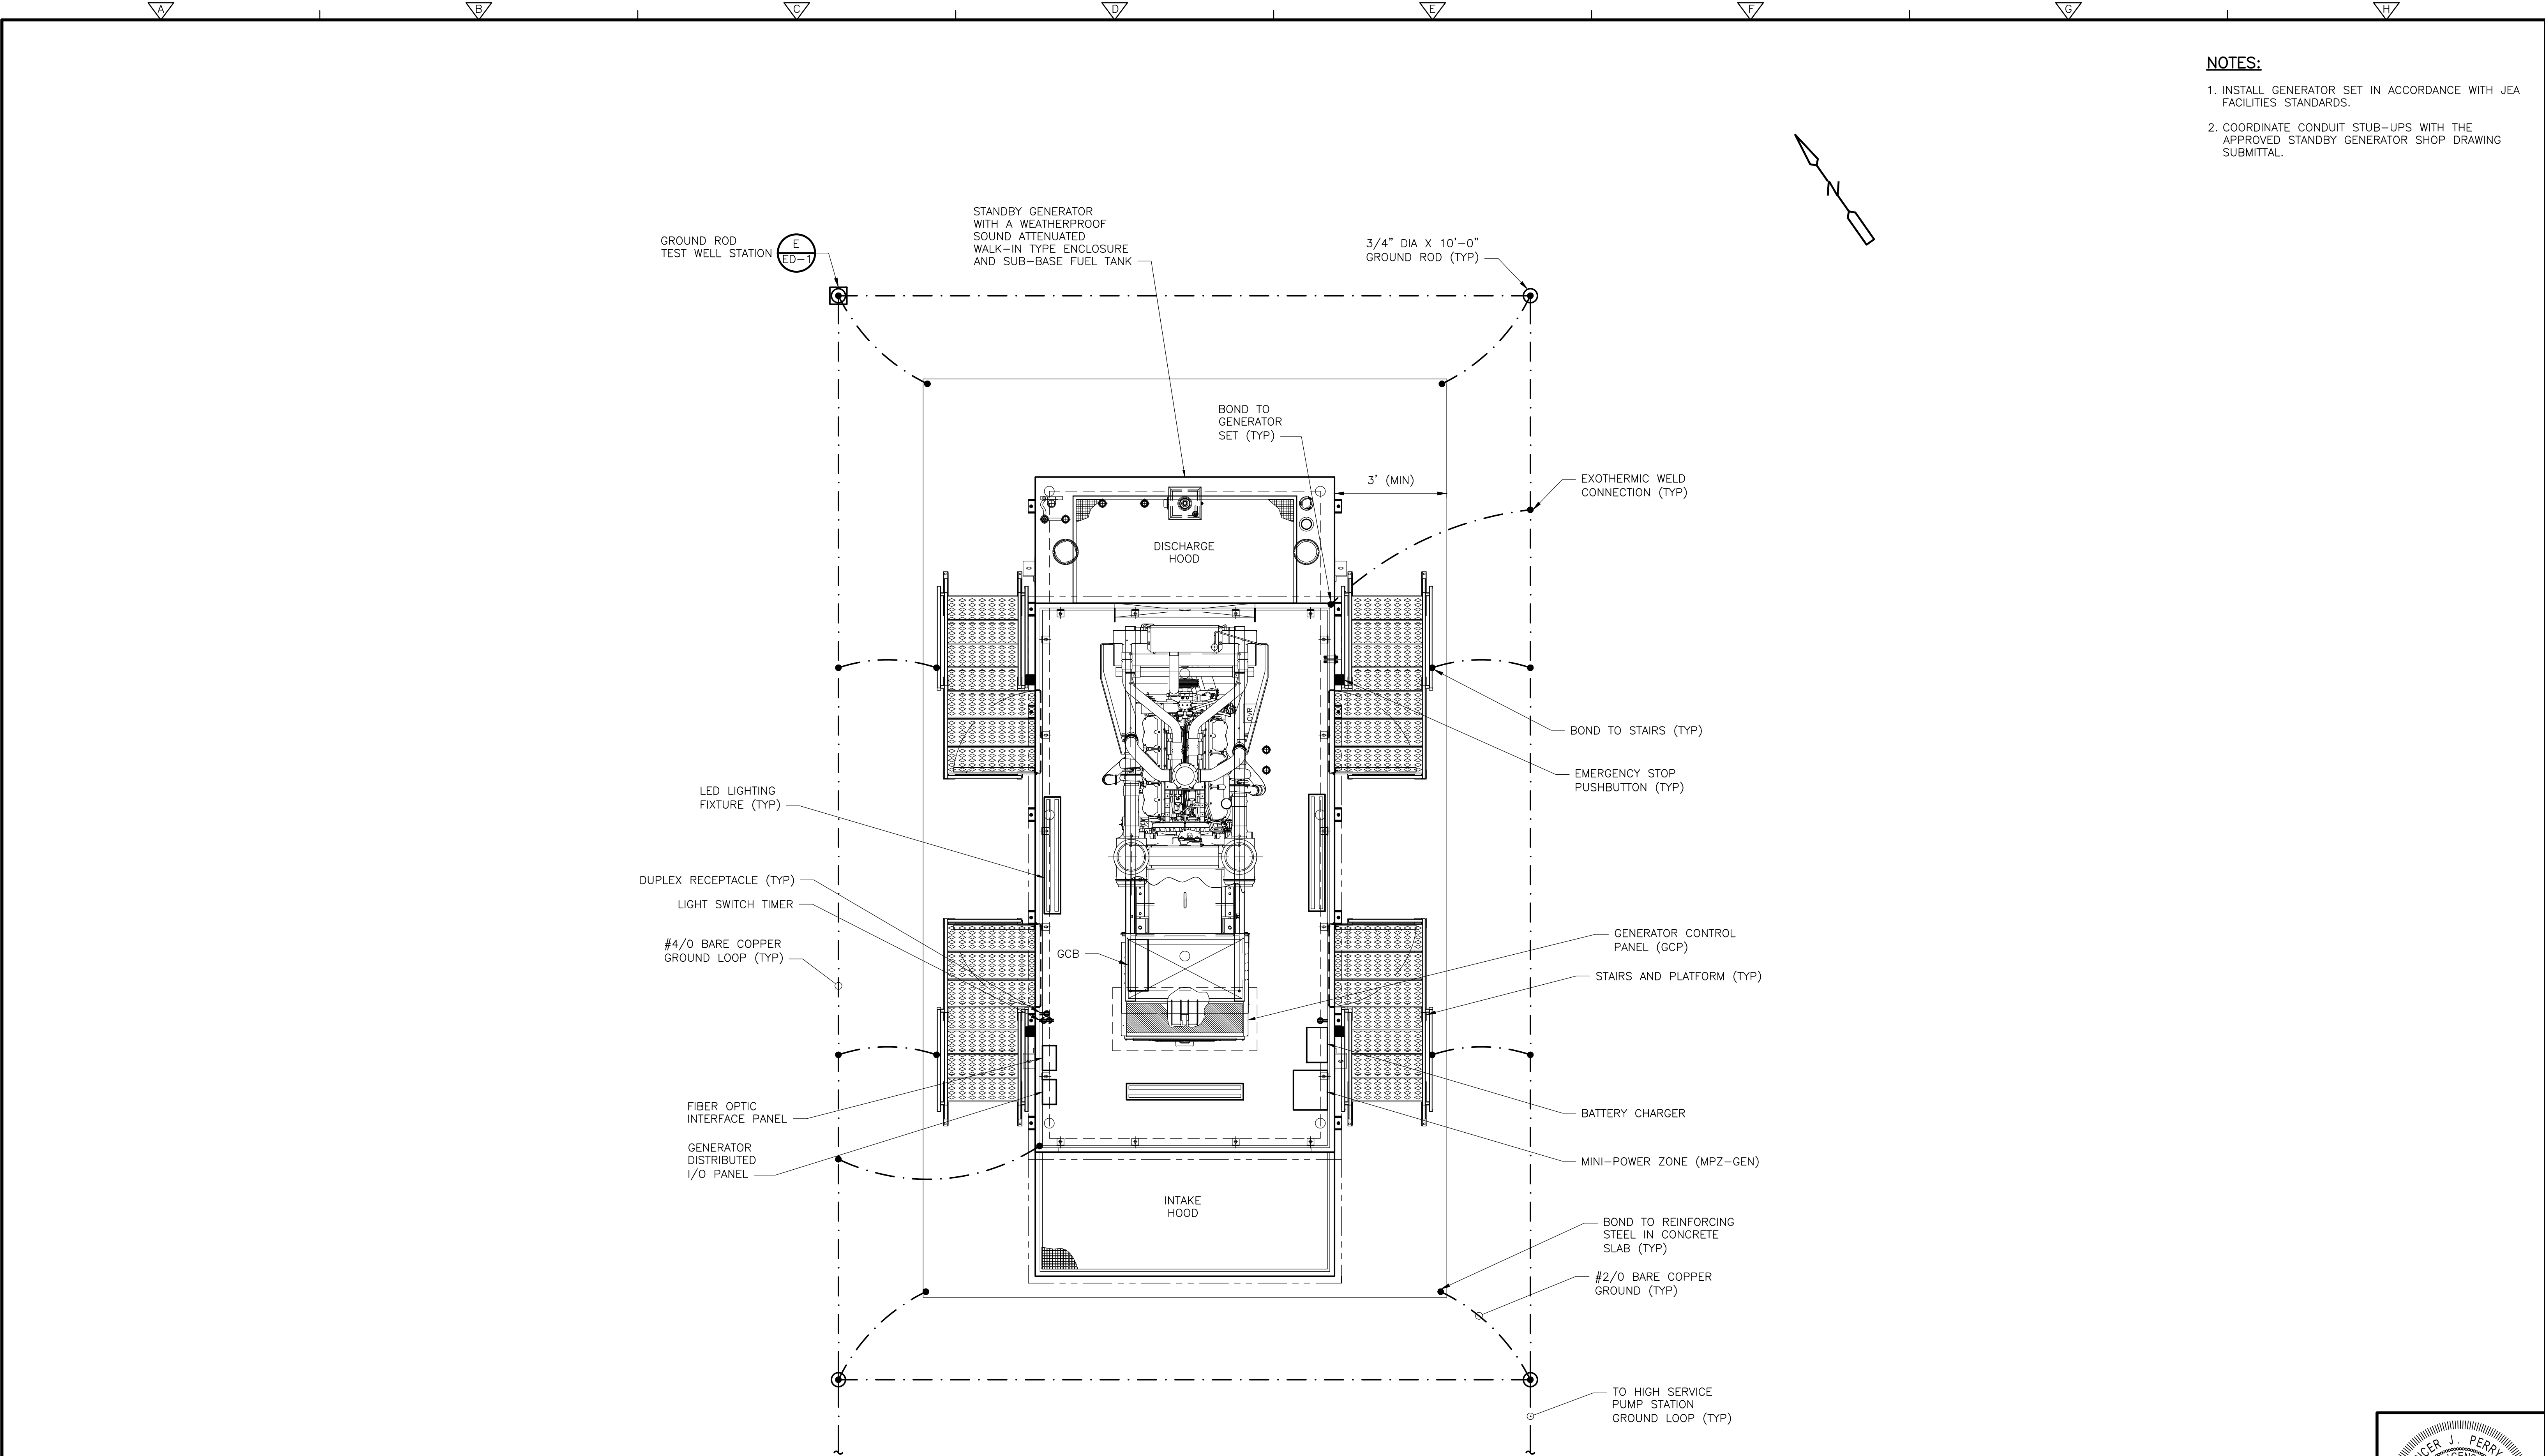 A B C D E F G H
NOTES:
1. INSTALL GENERATOR SET IN ACCORDANCE WITH JEA
FACILITIES STANDARDS.
2. COORDINATE CONDUIT STUB-UPS WITH THE
APPROVED STANDBY GENERATOR SHOP DRAWING
SUBMITTAL.
N
STANDBY GENERATOR
WITH A WEATHERPROOF
SOUND ATTENUATED
WALK-IN TYPE ENCLOSURE
AND SUB-BASE FUEL TANK
GROUND ROD
TEST WELL STATION
E
ED-1
3/4" DIA X 10'-0"
GROUND ROD (TYP)
BOND TO
GENERATOR
SET (TYP)
3' (MIN)
EXOTHERMIC WELD
CONNECTION (TYP)
DISCHARGE
HOOD
DVR
BOND TO STAIRS (TYP)
EMERGENCY STOP
PUSHBUTTON (TYP)
LED LIGHTING
FIXTURE (TYP)
DUPLEX RECEPTACLE (TYP)
LIGHT SWITCH TIMER
#4/0 BARE COPPER
GROUND LOOP (TYP)
GCB
GENERATOR CONTROL
PANEL (GCP)
STAIRS AND PLATFORM (TYP)
FIBER OPTIC
INTERFACE PANEL
GENERATOR
DISTRIBUTED
I/O PANEL
BATTERY CHARGER
MINI-POWER ZONE (MPZ-GEN)
INTAKE
HOOD
BOND TO REINFORCING
STEEL IN CONCRETE
SLAB (TYP)
#2/0 BARE COPPER
GROUND (TYP)
TO HIGH SERVICE
PUMP STATION
GROUND LOOP (TYP)
J. PERRY